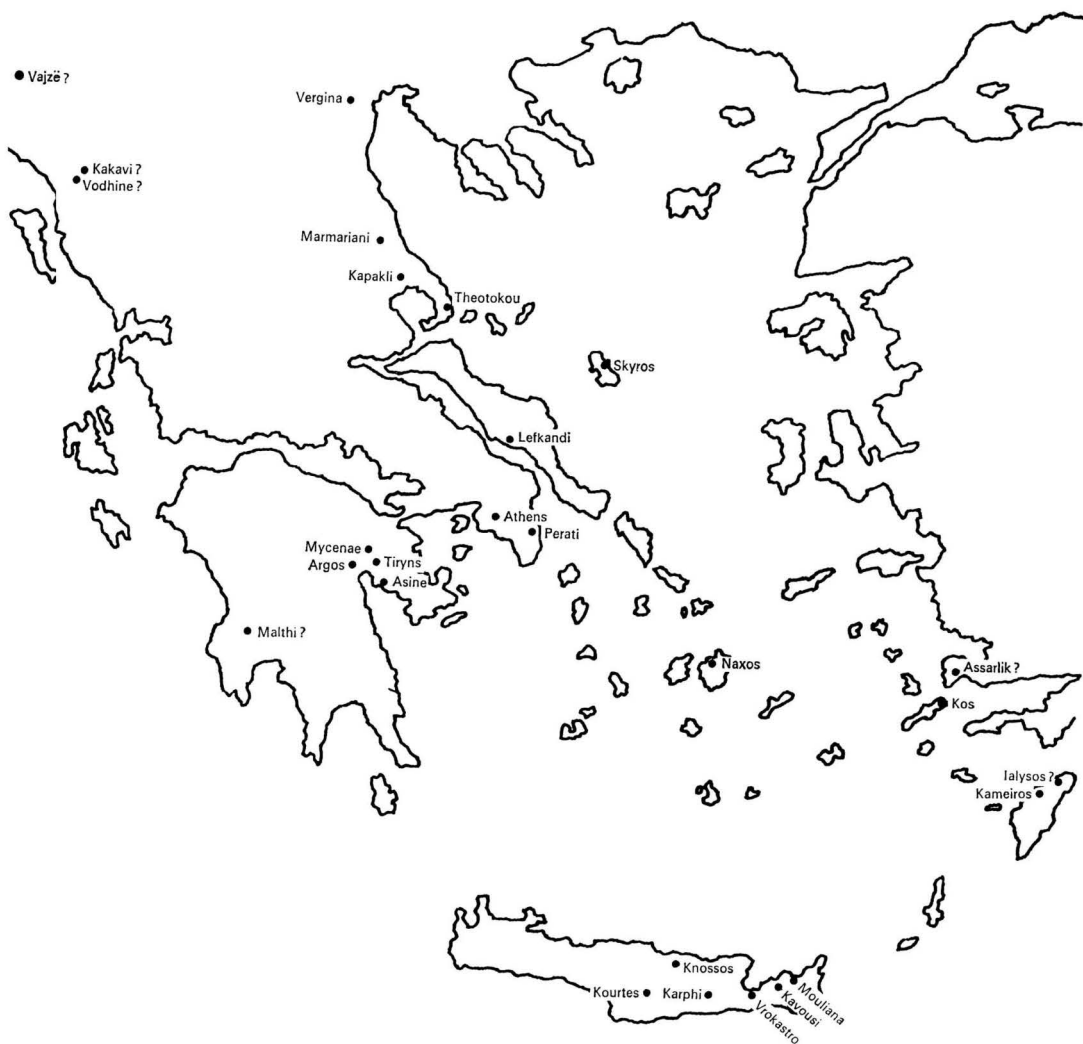 Vajzë ?
Vergina
Kakavi ?
Vodhine ?
Marmariani
Kapakli
Theotokou
Skyros
Lefkandi
Athens
Perati
Mycenae
Tiryns
Argos
Asine
Malthi ?
Naxos
Assarlik ?
Kos
Ialysos ?
Kameiros
Knossos
Kourtes
Karphi
Mouliana
Kavousi
Vrokastro